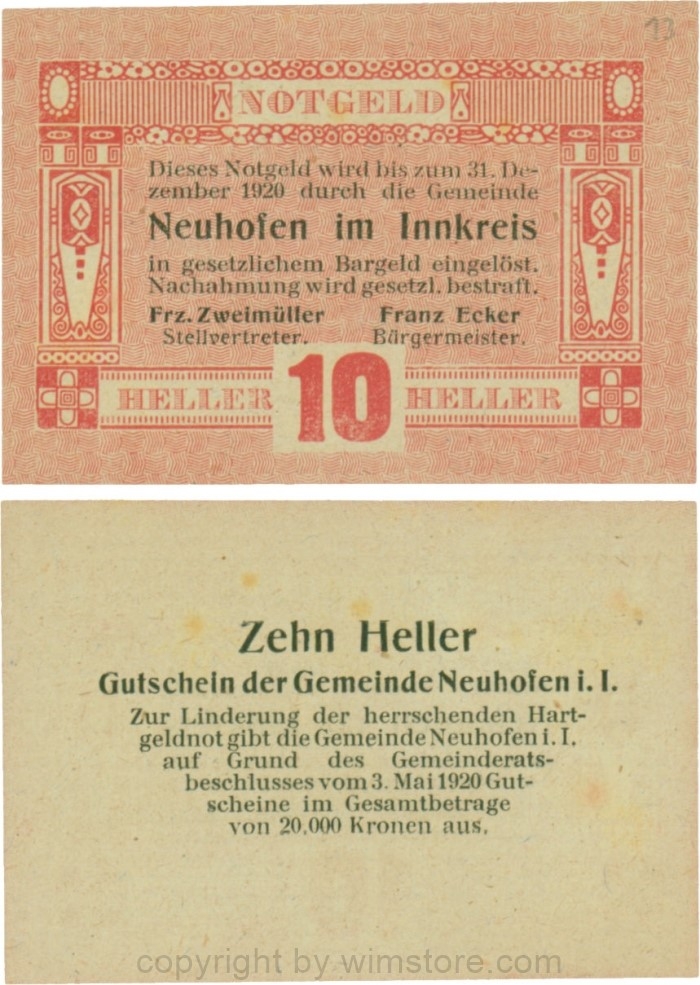 13
NOTGELD
Dieses Notgeld wird bis zum 31. De-
zember 1920 durch die Gemeinde
Neuhofen im Innkreis
in gesetzlichem Bargeld eingelöst.
Nachahmung wird gesetzl. bestraft.
Frz. Zweimüller Franz Ecker
Stellvertreter. Bürgermeister.
HELLER 10 HELLER
Zehn Heller
Gutschein der Gemeinde Neuhofen i. I.
Zur Linderung der herrschenden Hart-
geldnot gibt die Gemeinde Neuhofen i. I.
auf Grund des Gemeinderats-
beschlusses vom 3. Mai 1920 Gut-
scheine im Gesamtbetrage
von 20.000 Kronen aus.
copyright by wimstore.com